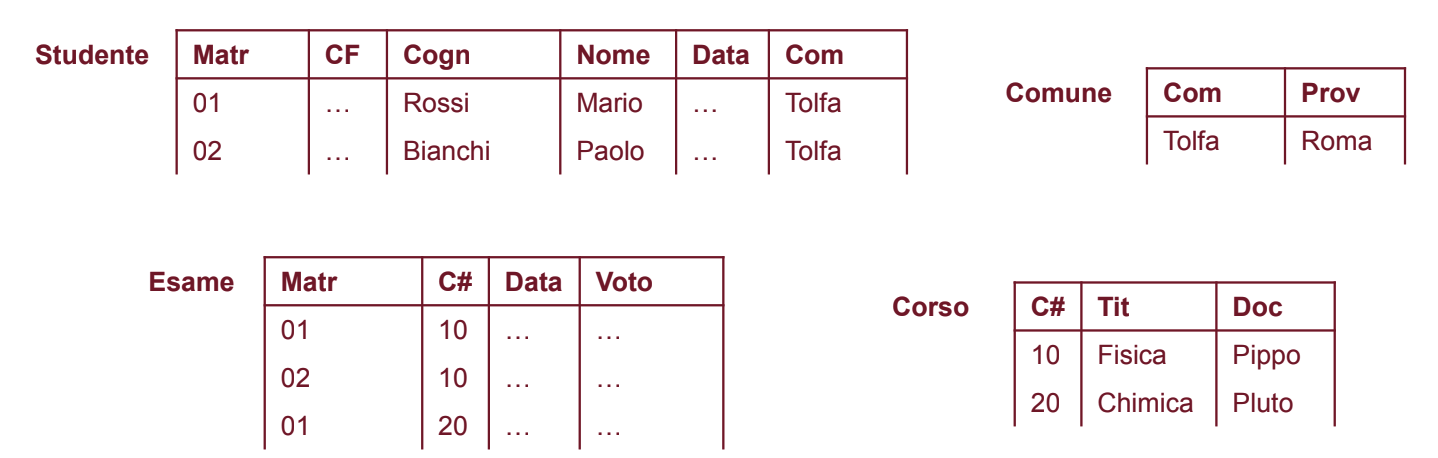 Studente Matr CF Cogn Nome Data Com
01 … Rossi Mario … Tolfa
02 … Bianchi Paolo … Tolfa
Comune Com Prov
Tolfa Roma
Esame Matr C# Data Voto
01 10 … …
02 10 … …
01 20 … …
Corso C# Tit Doc
10 Fisica Pippo
20 Chimica Pluto